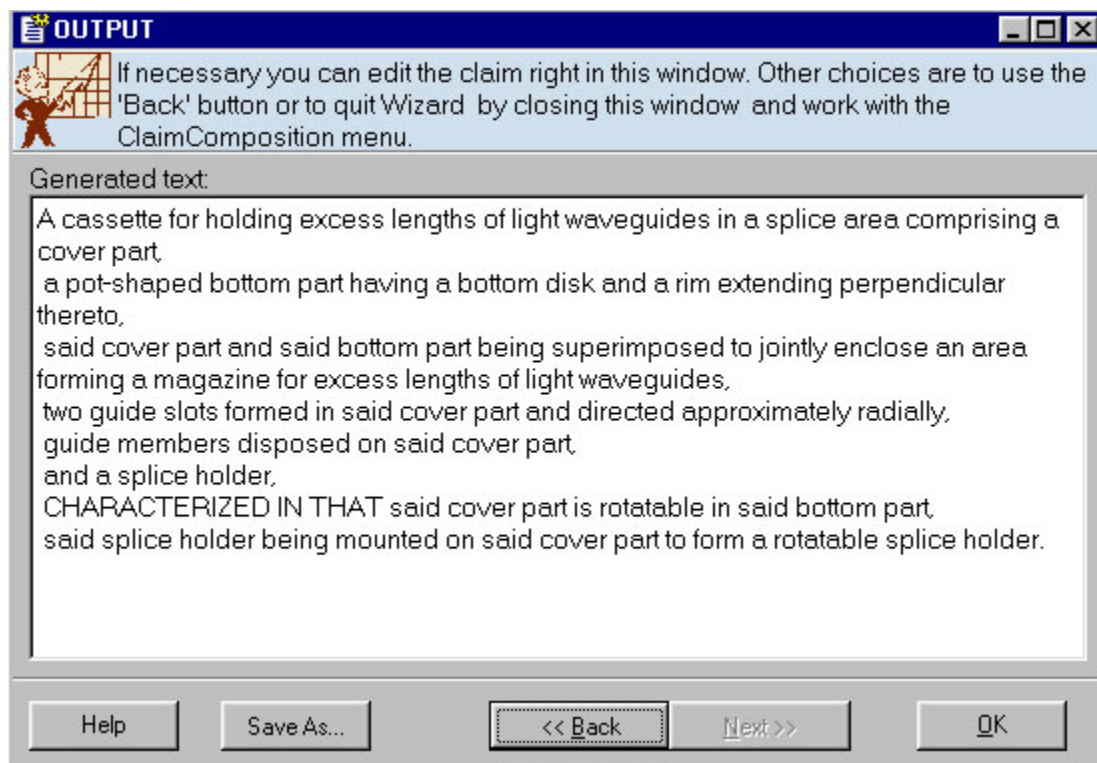 OUTPUT
If necessary you can edit the claim right in this window. Other choices are to use the
'Back' button or to quit Wizard by closing this window and work with the
ClaimComposition menu.
Generated text:
A cassette for holding excess lengths of light waveguides in a splice area comprising a
cover part,
a pot-shaped bottom part having a bottom disk and a rim extending perpendicular
thereto,
said cover part and said bottom part being superimposed to jointly enclose an area
forming a magazine for excess lengths of light waveguides,
two guide slots formed in said cover part and directed approximately radially,
guide members disposed on said cover part,
and a splice holder,
CHARACTERIZED IN THAT said cover part is rotatable in said bottom part,
said splice holder being mounted on said cover part to form a rotatable splice holder.
Help Save As... << Back Next >> OK